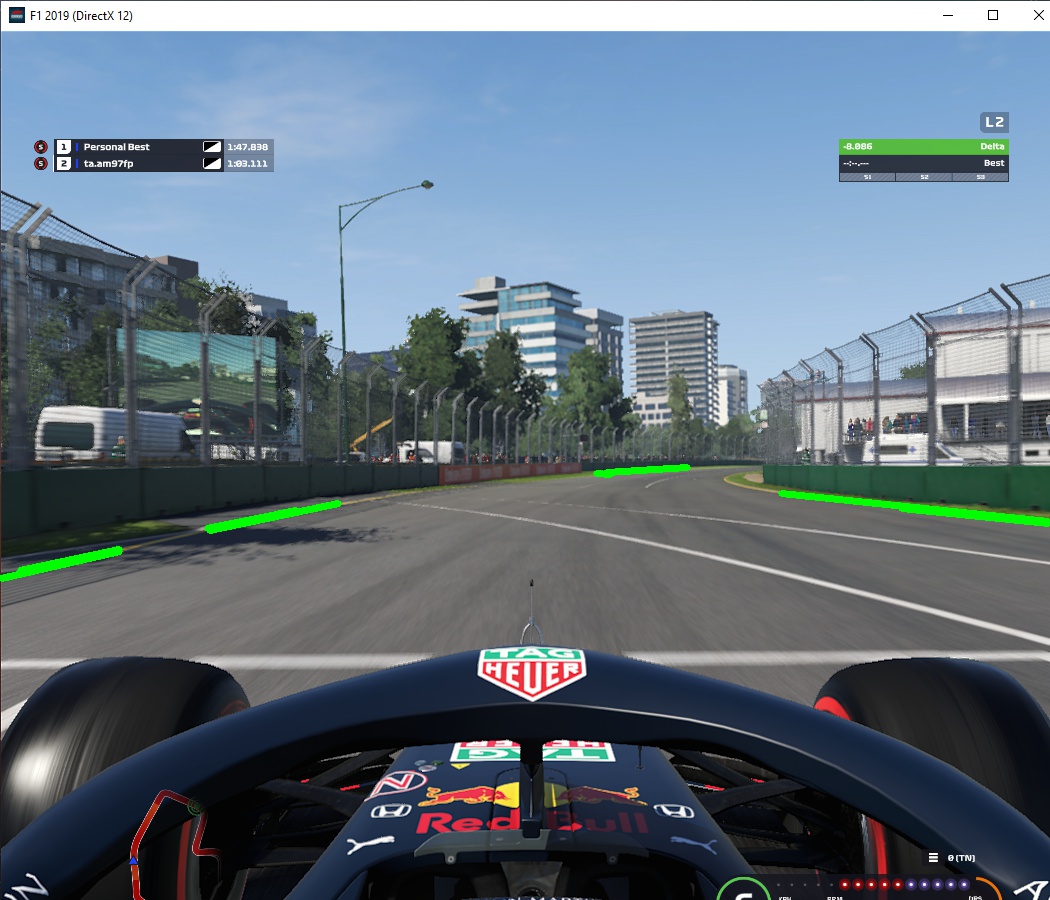 F1 2019 (DirectX 12)
L2
S 1 Personal Best 1:47.838
S 2 ta.am97fp 1:03.111
-8.086 Delta
--:--.--- Best
S1 S2 S3
TAG
HEUER
Red Bull
0 (TN)
RPM